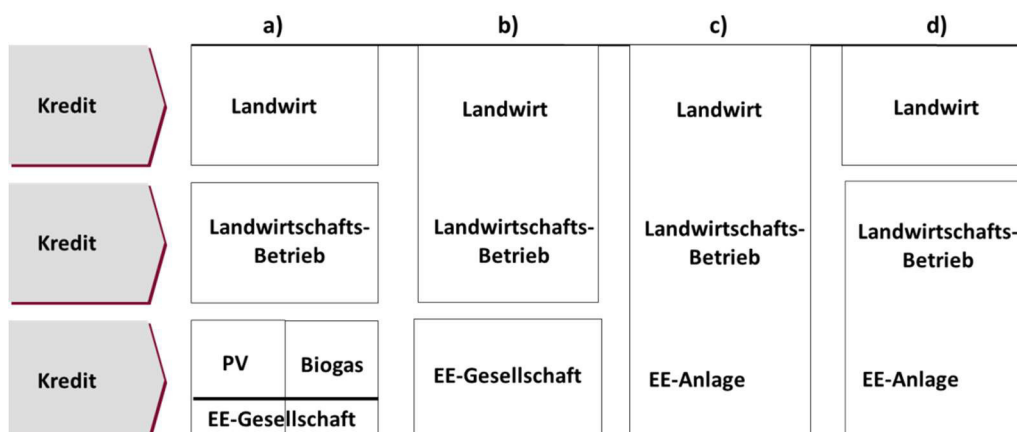 a)
b)
c)
d)
Kredit
Landwirt
Landwirt
Landwirt
Landwirt
Kredit
Landwirtschafts-
Betrieb
Landwirtschafts-
Betrieb
Landwirtschafts-
Betrieb
Landwirtschafts-
Betrieb
Kredit
PV
Biogas
EE-Gesellschaft
EE-Gesellschaft
EE-Anlage
EE-Anlage